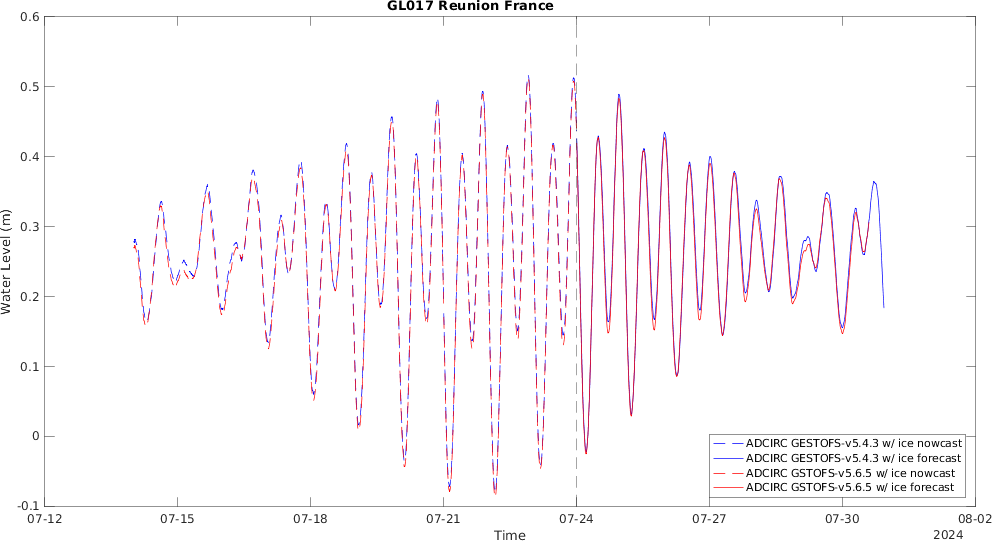 GL017 Reunion France
0.6
0.5
0.4
0.3
0.2
0.1
0
-0.1
Water Level (m)
ADCIRC GESTOFS-v5.4.3 w/ ice nowcast
ADCIRC GESTOFS-v5.4.3 w/ ice forecast
ADCIRC GSTOFS-v5.6.5 w/ ice nowcast
ADCIRC GSTOFS-v5.6.5 w/ ice forecast
07-12 07-15 07-18 07-21 07-24 07-27 07-30 08-02
Time
2024